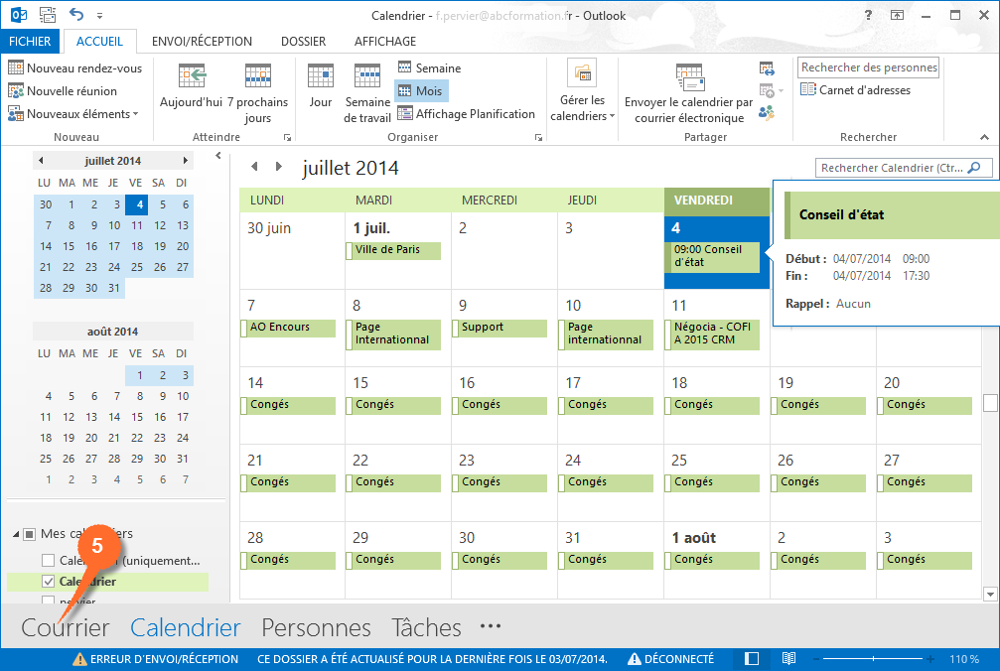 Calendrier - f.pervier@abcformation.fr - Outlook
?
FICHIER ACCUEIL ENVOI/RÉCEPTION DOSSIER AFFICHAGE
Nouveau rendez-vous
Nouvelle réunion
Nouveaux éléments
Nouveau
Aujourd'hui 7 prochains jours
Atteindre
Jour Semaine de travail
Semaine
Mois
Affichage Planification
Organiser
Gérer les calendriers
Envoyer le calendrier par courrier électronique
Partager
Rechercher des personnes
Carnet d'adresses
Rechercher
juillet 2014
LU MA ME JE VE SA DI
30 1 2 3 4 5 6
7 8 9 10 11 12 13
14 15 16 17 18 19 20
21 22 23 24 25 26 27
28 29 30 31
août 2014
LU MA ME JE VE SA DI
1 2 3
4 5 6 7 8 9 10
11 12 13 14 15 16 17
18 19 20 21 22 23 24
25 26 27 28 29 30 31
1 2 3 4 5 6 7
Mes
(uniquement...
5
juillet 2014
Rechercher Calendrier (Ctr...
LUNDI MARDI MERCREDI JEUDI VENDREDI
30 juin 1 juil. 2 3 4
Ville de Paris 09:00 Conseil d'état
Conseil d'état
Début : 04/07/2014 09:00
Fin : 04/07/2014 17:30
Rappel : Aucun
7 8 9 10 11
AO Encours Page Internationnal Support Page internationnal Négocia - COFI A 2015 CRM
14 15 16 17 18 19 20
Congés Congés Congés Congés Congés Congés Congés
21 22 23 24 25 26 27
Congés Congés Congés Congés Congés Congés Congés
28 29 30 31 1 août 2 3
Congés Congés Congés Congés Congés Congés Congés
Courrier Calendrier Personnes Tâches ···
ERREUR D'ENVOI/RÉCEPTION CE DOSSIER A ÉTÉ ACTUALISÉ POUR LA DERNIÈRE FOIS LE 03/07/2014. DÉCONNECTÉ 110 %